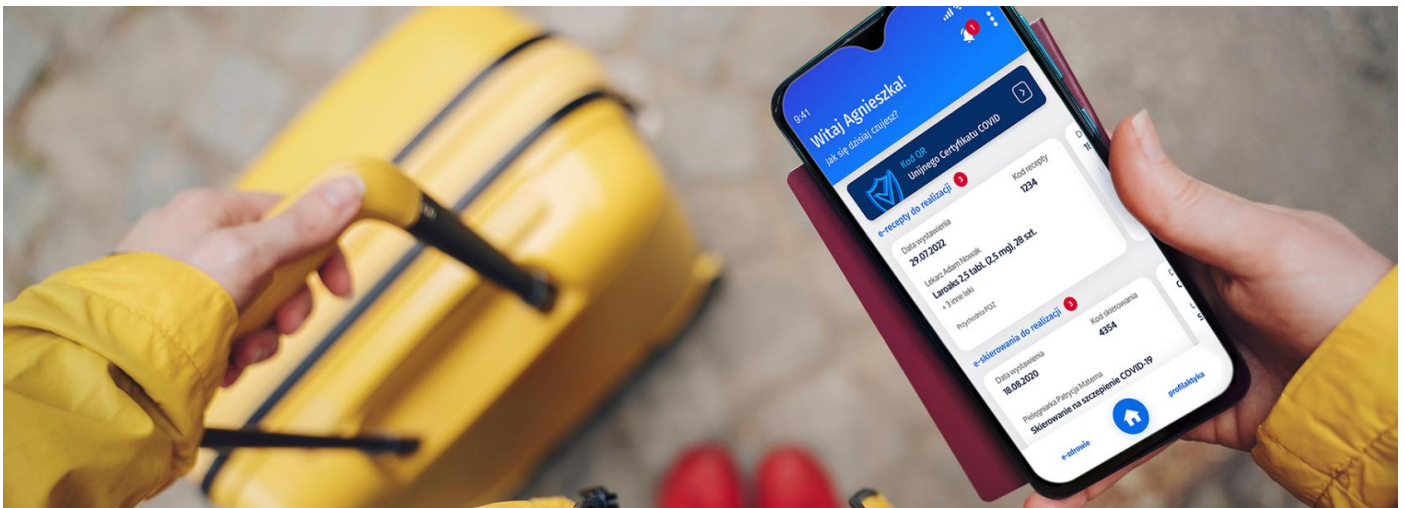 9:41
1
Witaj Agnieszka!
Jak się dzisiaj czujesz?
Kod QR
Unijnego Certyfikatu COVID
e-recepty do realizacji 3
Data wystawienia
Kod recepty
29.07.2022
1234
Lekarz Adam Nowak
Laroaks 2,5 tabl. (2,5 mg), 28 szt.
+ 3 inne leki
Przychodnia POZ
e-skierowania do realizacji 3
Data wystawienia
Kod skierowania
18.08.2020
4354
Pielęgniarka Patrycja Materna
Skierowanie na szczepienie COVID-19
e-zdrowie
profilaktyka